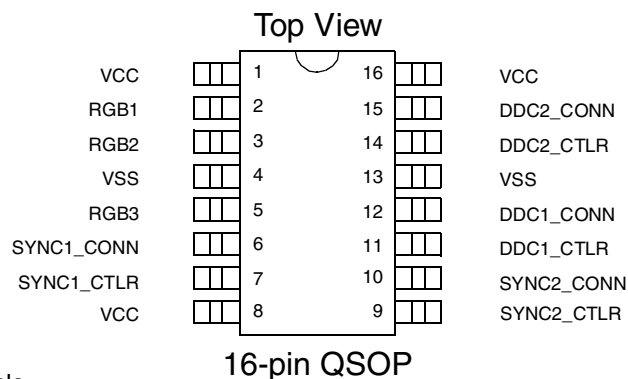 Top View
VCC 1 16 VCC
RGB1 2 15 DDC2_CONN
RGB2 3 14 DDC2_CTLR
VSS 4 13 VSS
RGB3 5 12 DDC1_CONN
SYNC1_CONN 6 11 DDC1_CTLR
SYNC1_CTLR 7 10 SYNC2_CONN
VCC 8 9 SYNC2_CTLR
16-pin QSOP